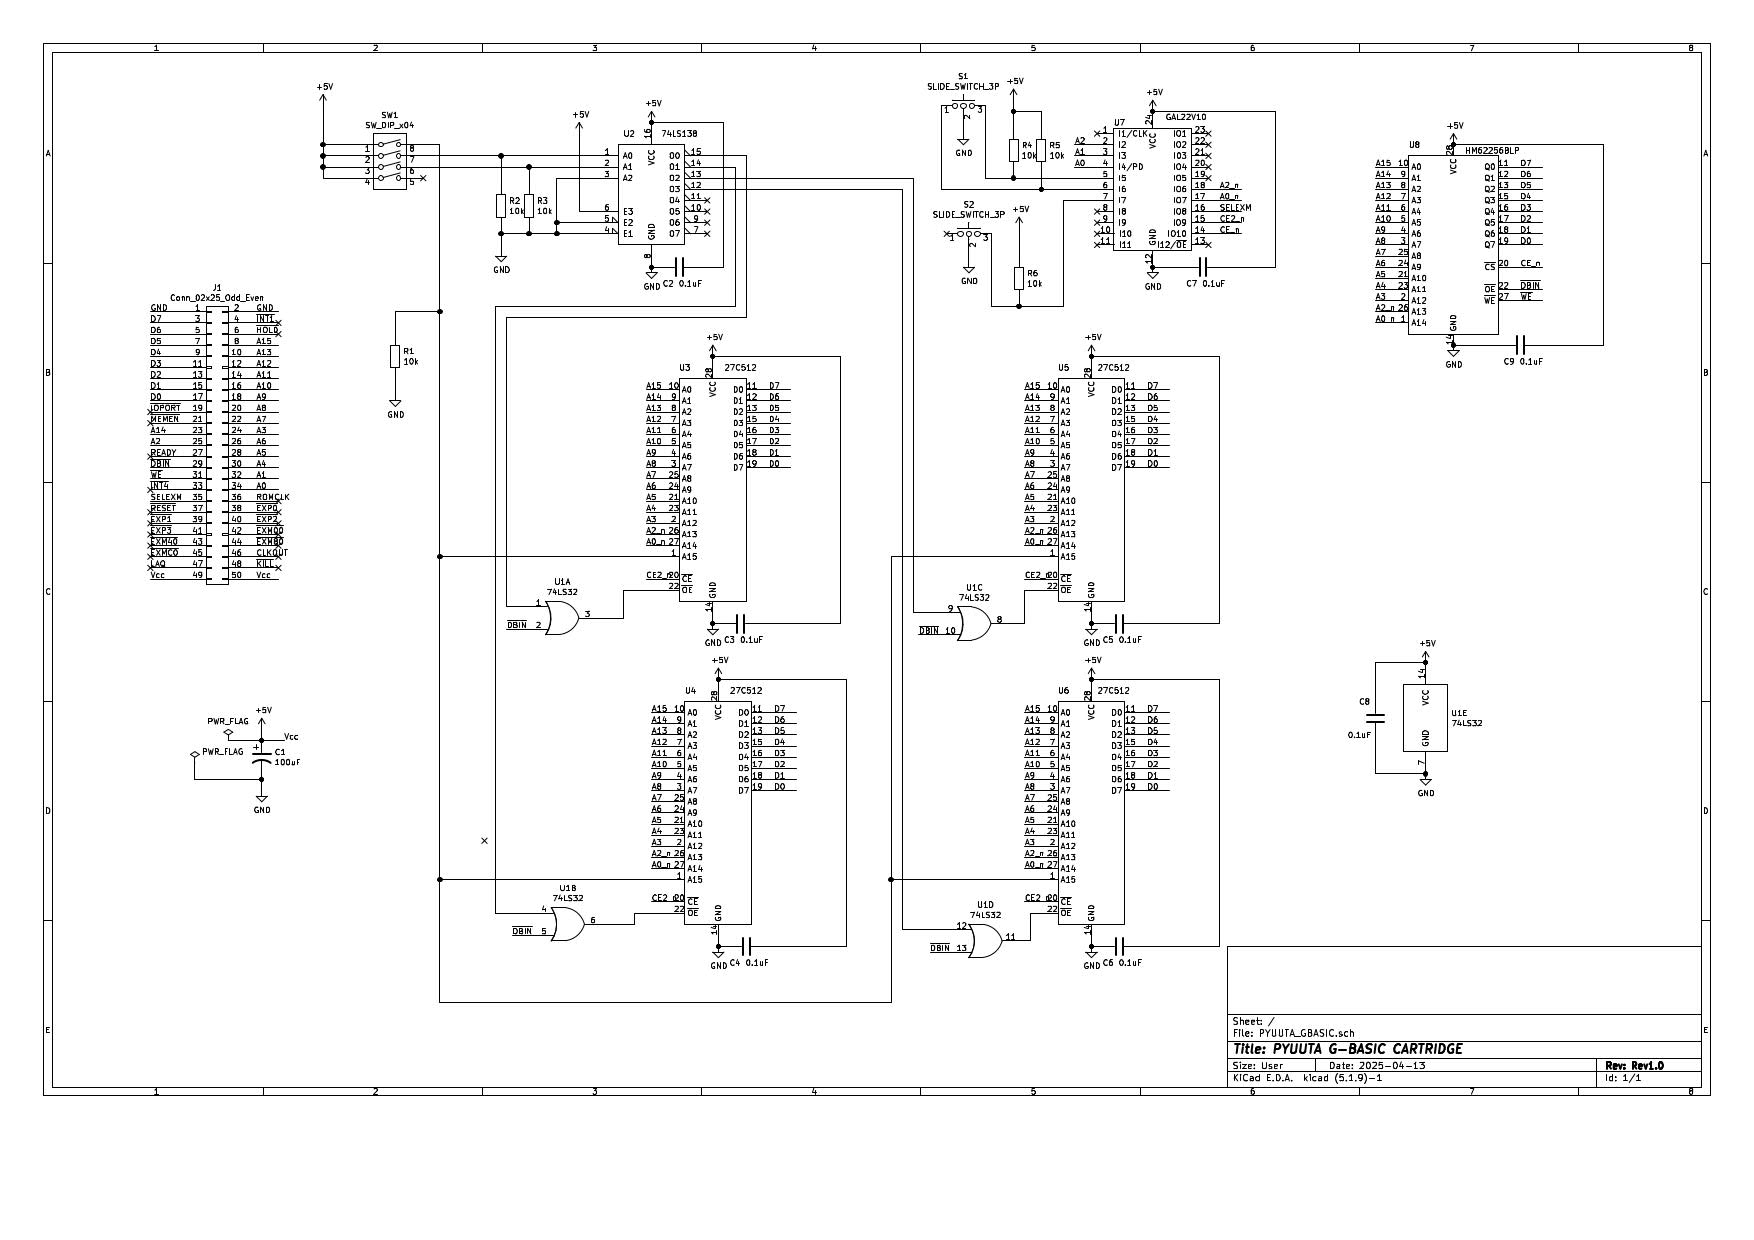 1 2 3 4 5 6 7 8
A B C D E
+5V
SW1
SW_DIP_x04
1 8
2 7
3 6
4 5
R1
10k
GND
R2
10k
R3
10k
GND
+5V
+5V
U2
74LS138
1 A0
2 A1
3 A2
6 E3
5 E2
4 E1
VCC 16
GND 8
O0 15
O1 14
O2 13
O3 12
O4 11
O5 10
O6 9
O7 7
GND
C2 0.1uF
S1
SLIDE_SWITCH_3P
1 2 3
GND
+5V
R4
10k
R5
10k
S2
SLIDE_SWITCH_3P
1 2 3
GND
+5V
R6
10k
+5V
U7
GAL22V10
1 I1/CLK
A2 2 I2
A1 3 I3
A0 4 I4/PD
5 I5
6 I6
7 I7
8 I8
9 I9
10 I10
11 I11
VCC 24
GND 12
IO1 23
IO2 22
IO3 21
IO4 20
IO5 19
IO6 18 A2_n
IO7 17 A0_n
IO8 16 SELEXM
IO9 15 CE2_n
IO10 14 CE_n
I12/OE 13
GND
C7 0.1uF
+5V
U8
HM62256BLP
A15 10 A0
A14 9 A1
A13 8 A2
A12 7 A3
A11 6 A4
A10 5 A5
A9 4 A6
A8 3 A7
A7 25 A8
A6 24 A9
A5 21 A10
A4 23 A11
A3 2 A12
A2_n 26 A13
A0_n 1 A14
VCC 28
GND 14
Q0 11 D7
Q1 12 D6
Q2 13 D5
Q3 15 D4
Q4 16 D3
Q5 17 D2
Q6 18 D1
Q7 19 D0
CS 20 CE_n
OE 22 DBIN
WE 27 WE
GND
C9 0.1uF
J1
Conn_02x25_Odd_Even
GND 1 2 GND
D7 3 4 INT1
D6 5 6 HOLD
D5 7 8 A15
D4 9 10 A13
D3 11 12 A12
D2 13 14 A11
D1 15 16 A10
D0 17 18 A9
IOPORT 19 20 A8
MEMEN 21 22 A7
A14 23 24 A3
A2 25 26 A6
READY 27 28 A5
DBIN 29 30 A4
WE 31 32 A1
INT4 33 34 A0
SELEXM 35 36 ROMCLK
RESET 37 38 EXP0
EXP1 39 40 EXP2
EXP3 41 42 EXM00
EXM40 43 44 EXM80
EXMC0 45 46 CLKOUT
IAQ 47 48 KILL
Vcc 49 50 Vcc
+5V
U3
27C512
A15 10 A0
A14 9 A1
A13 8 A2
A12 7 A3
A11 6 A4
A10 5 A5
A9 4 A6
A8 3 A7
A7 25 A8
A6 24 A9
A5 21 A10
A4 23 A11
A3 2 A12
A2_n 26 A13
A0_n 27 A14
1 A15
CE2_n 20 CE
22 OE
VCC 28
GND 14
D0 11 D7
D1 12 D6
D2 13 D5
D3 15 D4
D4 16 D3
D5 17 D2
D6 18 D1
D7 19 D0
GND
C3 0.1uF
U1A
74LS32
1
DBIN 2
3
+5V
U5
27C512
A15 10 A0
A14 9 A1
A13 8 A2
A12 7 A3
A11 6 A4
A10 5 A5
A9 4 A6
A8 3 A7
A7 25 A8
A6 24 A9
A5 21 A10
A4 23 A11
A3 2 A12
A2_n 26 A13
A0_n 27 A14
1 A15
CE2_n 20 CE
22 OE
VCC 28
GND 14
D0 11 D7
D1 12 D6
D2 13 D5
D3 15 D4
D4 16 D3
D5 17 D2
D6 18 D1
D7 19 D0
GND
C5 0.1uF
U1C
74LS32
9
DBIN 10
8
+5V
U4
27C512
A15 10 A0
A14 9 A1
A13 8 A2
A12 7 A3
A11 6 A4
A10 5 A5
A9 4 A6
A8 3 A7
A7 25 A8
A6 24 A9
A5 21 A10
A4 23 A11
A3 2 A12
A2_n 26 A13
A0_n 27 A14
1 A15
CE2_n 20 CE
22 OE
VCC 28
GND 14
D0 11 D7
D1 12 D6
D2 13 D5
D3 15 D4
D4 16 D3
D5 17 D2
D6 18 D1
D7 19 D0
GND
C4 0.1uF
U1B
74LS32
4
DBIN 5
6
+5V
U6
27C512
A15 10 A0
A14 9 A1
A13 8 A2
A12 7 A3
A11 6 A4
A10 5 A5
A9 4 A6
A8 3 A7
A7 25 A8
A6 24 A9
A5 21 A10
A4 23 A11
A3 2 A12
A2_n 26 A13
A0_n 27 A14
1 A15
CE2_n 20 CE
22 OE
VCC 28
GND 14
D0 11 D7
D1 12 D6
D2 13 D5
D3 15 D4
D4 16 D3
D5 17 D2
D6 18 D1
D7 19 D0
GND
C6 0.1uF
U1D
74LS32
12
DBIN 13
11
+5V
PWR_FLAG
Vcc
PWR_FLAG
+ C1
100uF
GND
+5V
C8
0.1uF
14
VCC
U1E
74LS32
GND
7
GND
Sheet: /
File: PYUUTA_GBASIC.sch
Title: PYUUTA G-BASIC CARTRIDGE
Size: User Date: 2025-04-13 Rev: Rev1.0
KiCad E.D.A. kicad (5.1.9)-1 Id: 1/1
1 2 3 4 5 6 7 8
A B C D E